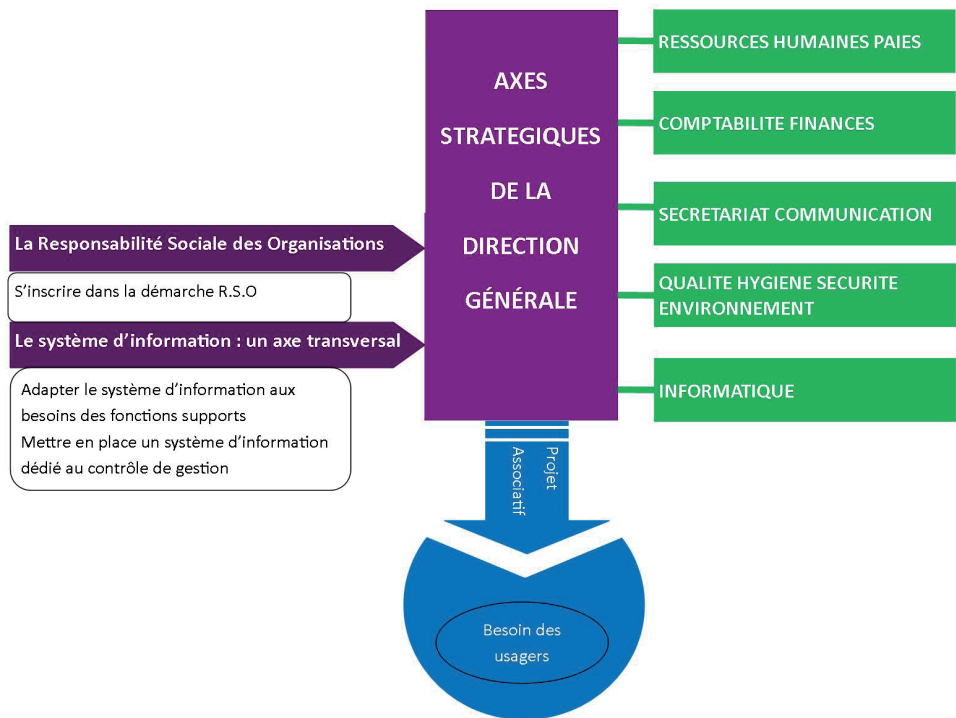 AXES
STRATEGIQUES
DE LA
DIRECTION
GÉNÉRALE
RESSOURCES HUMAINES PAIES
COMPTABILITE FINANCES
SECRETARIAT COMMUNICATION
QUALITE HYGIENE SECURITE
ENVIRONNEMENT
INFORMATIQUE
La Responsabilité Sociale des Organisations
S’inscrire dans la démarche R.S.O
Le système d’information : un axe transversal
Adapter le système d’information aux
besoins des fonctions supports
Mettre en place un système d’information
dédié au contrôle de gestion
Projet
Associatif
Besoin des
usagers